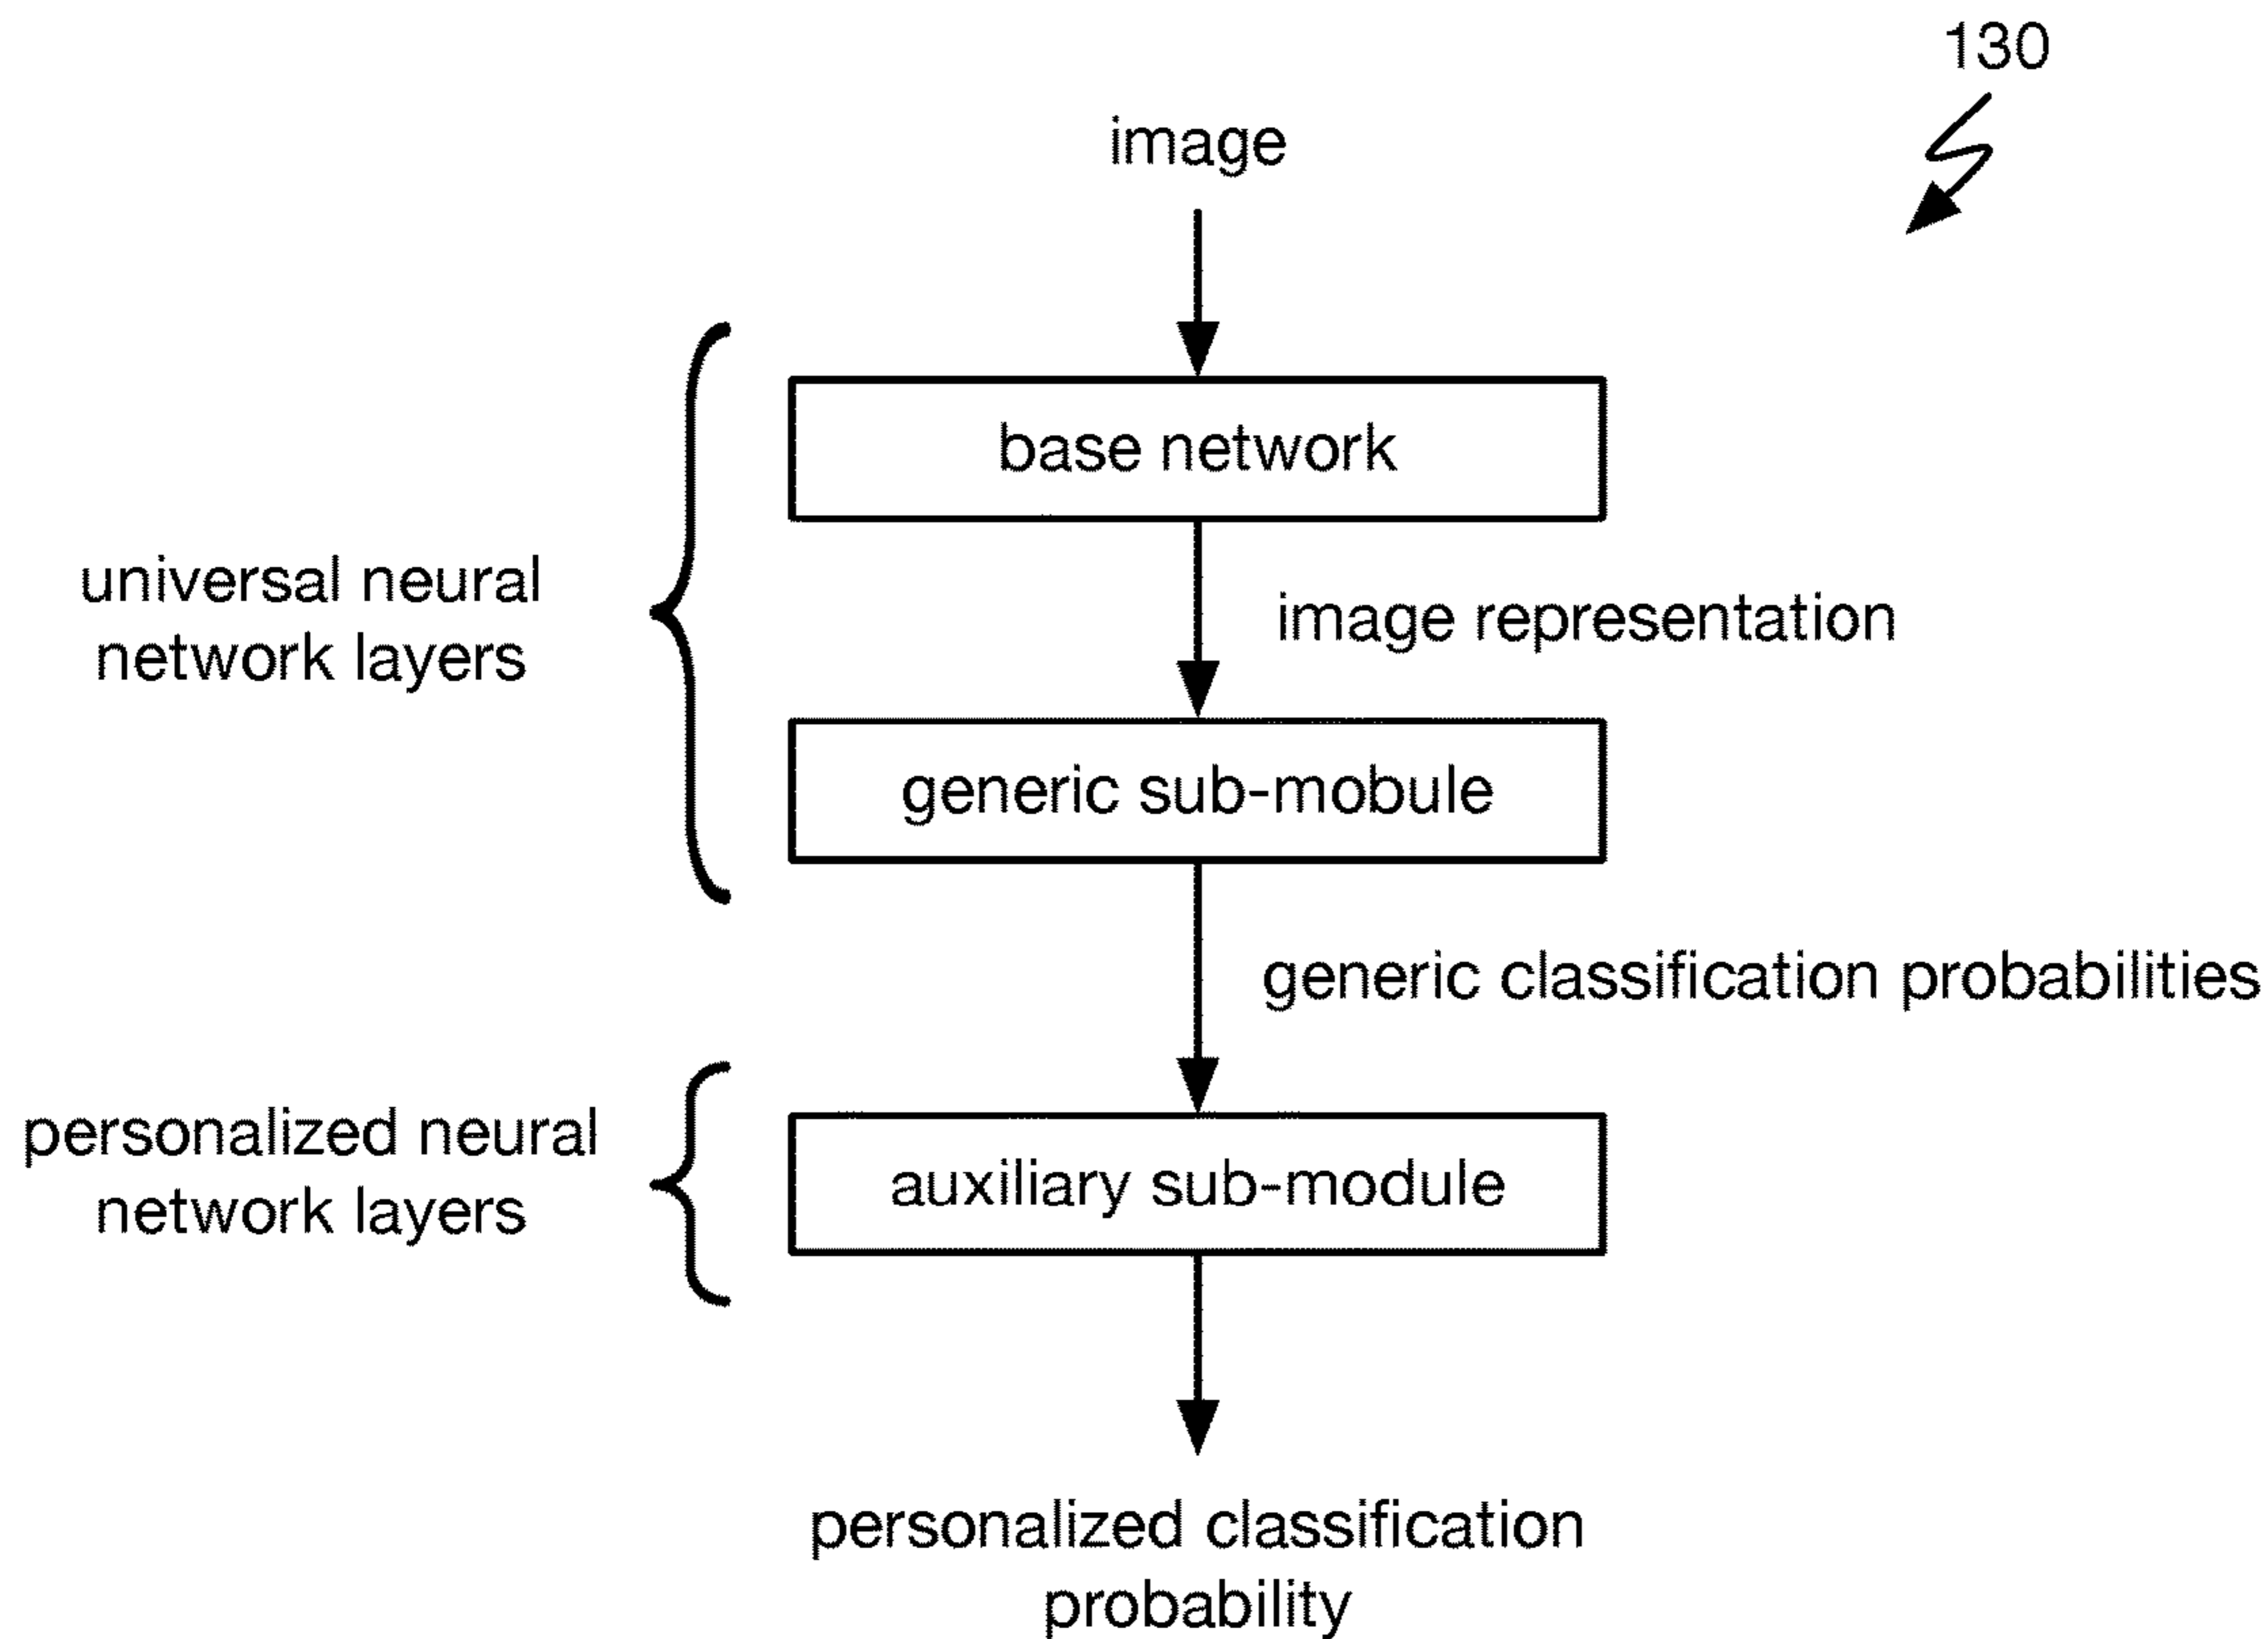 130
image
base network
universal neural
network layers
image representation
generic sub-mobule
generic classification probabilities
personalized neural
network layers
auxiliary sub-module
personalized classification
probability